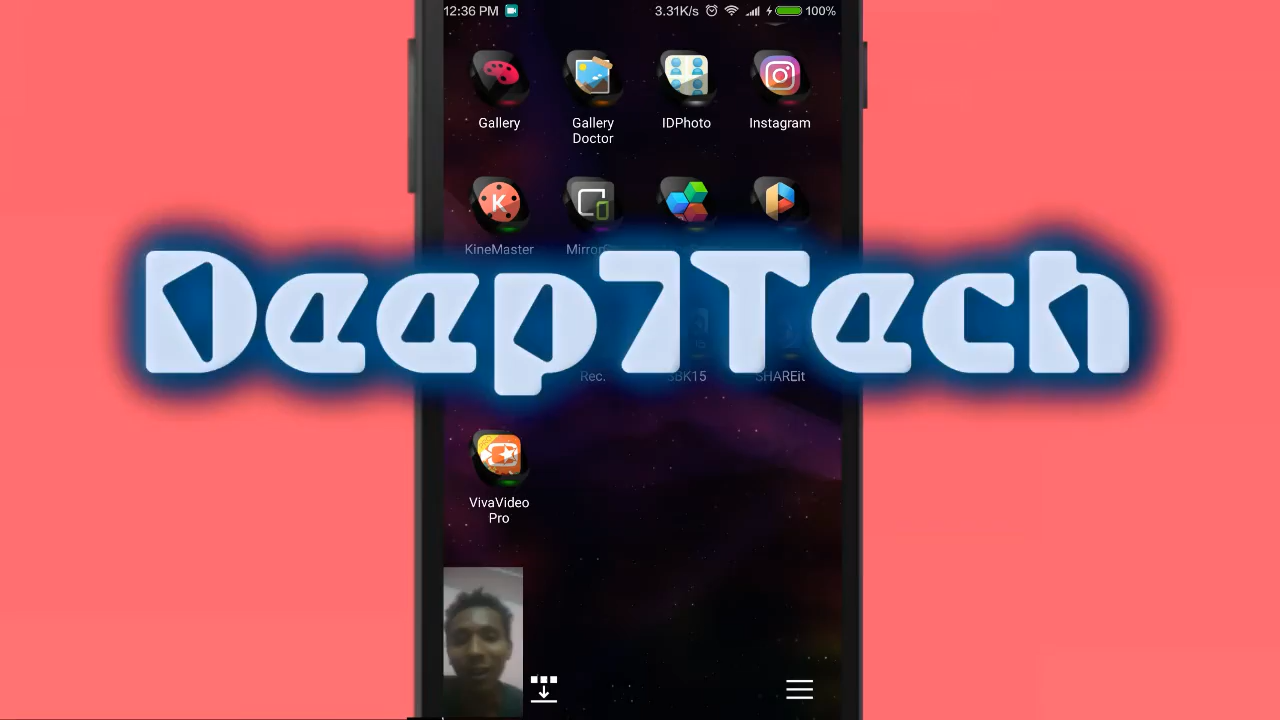 12:36 PM 3.31K/s 100%
Gallery Gallery Doctor IDPhoto Instagram
K
KineMaster
Deep7Tech
Rec. SHAREit
VivaVideo
Pro